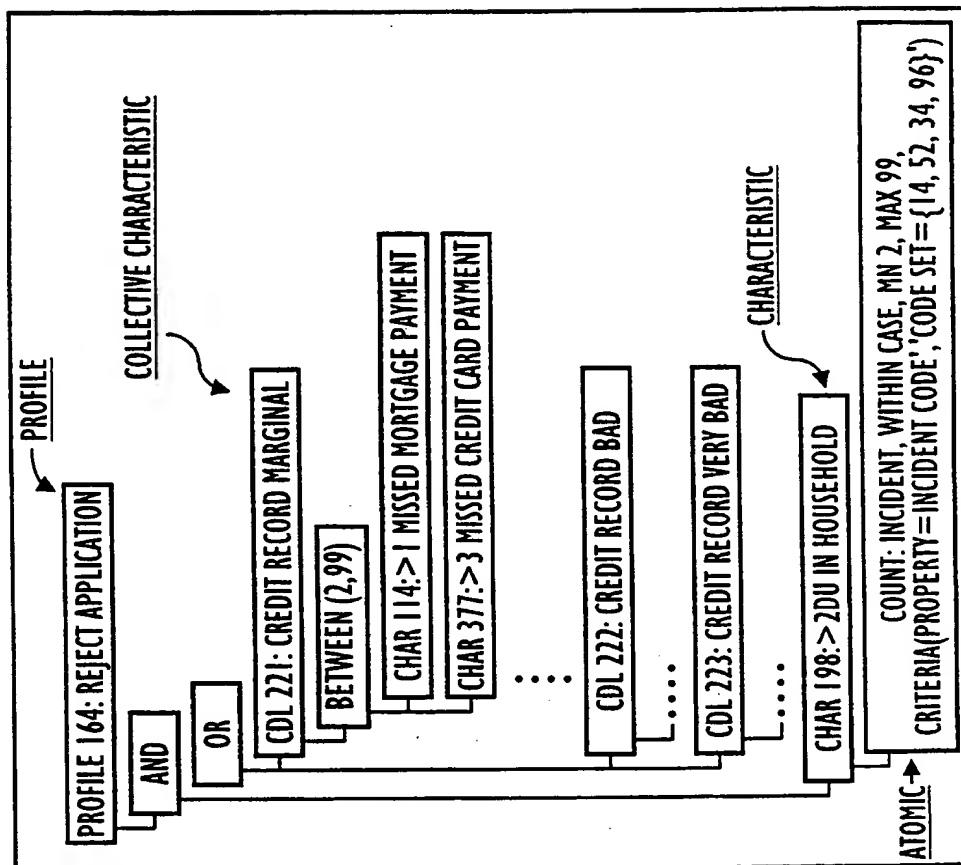 PROFILE
PROFILE 164: REJECT APPLICATION
AND
OR
COLLECTIVE CHARACTERISTIC
CDL 221: CREDIT RECORD MARGINAL
BETWEEN (2,99)
CHAR 114:>1 MISSED MORTGAGE PAYMENT
CHAR 377:>3 MISSED CREDIT CARD PAYMENT
....
CDL 222: CREDIT RECORD BAD
.....
CDL 223: CREDIT RECORD VERY BAD
....
CHARACTERISTIC
CHAR 198:>2DU IN HOUSEHOLD
ATOMIC
COUNT: INCIDENT, WITHIN CASE, MN 2, MAX 99,
CRITERIA(PROPERTY=INCIDENT CODE','CODE SET={14, 52, 34, 96}')